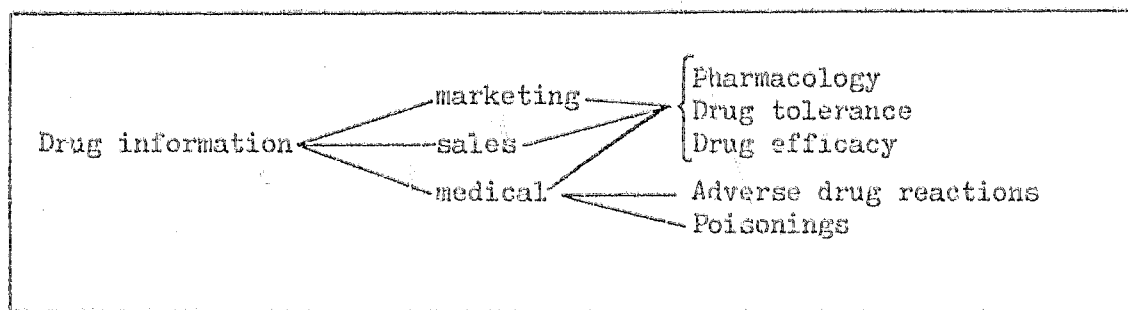 Pharmacology
marketing
Drug tolerance
Drug information
sales
Drug efficacy
medical
Adverse drug reactions
Poisonings